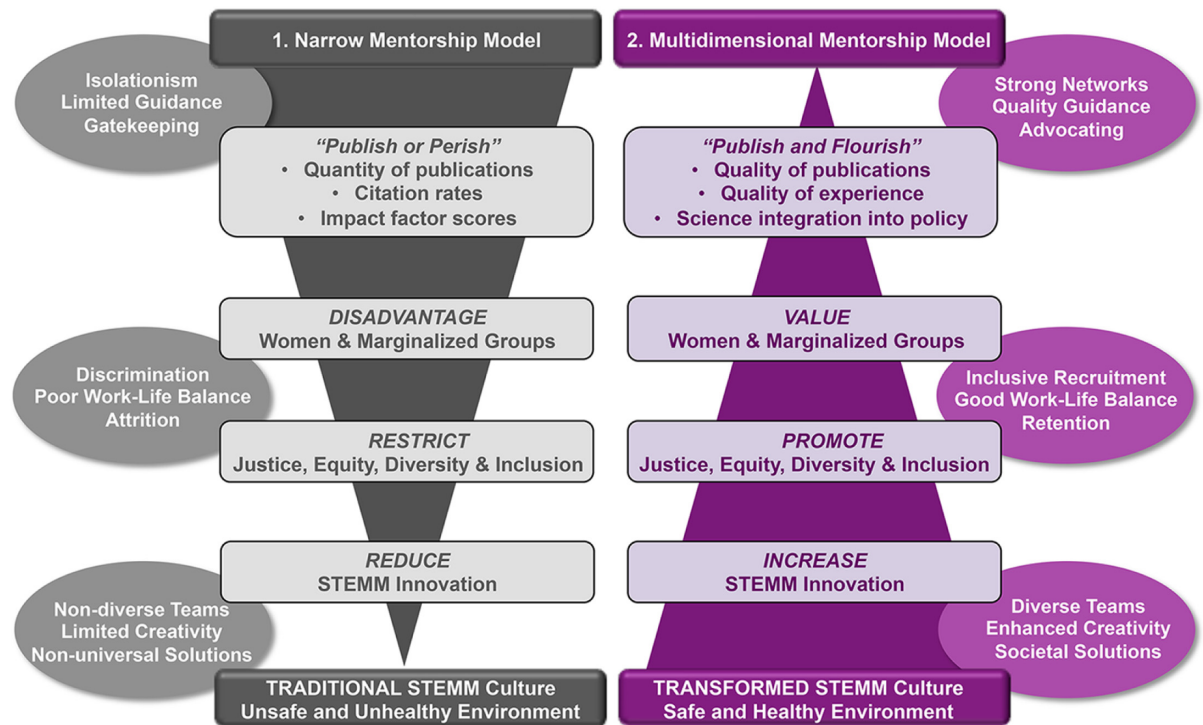 1. Narrow Mentorship Model
Isolationism
Limited Guidance
Gatekeeping
“Publish or Perish”
• Quantity of publications
• Citation rates
• Impact factor scores
DISADVANTAGE
Women & Marginalized Groups
Discrimination
Poor Work-Life Balance
Attrition
RESTRICT
Justice, Equity, Diversity & Inclusion
REDUCE
STEMM Innovation
Non-diverse Teams
Limited Creativity
Non-universal Solutions
TRADITIONAL STEMM Culture
Unsafe and Unhealthy Environment
2. Multidimensional Mentorship Model
Strong Networks
Quality Guidance
Advocating
“Publish and Flourish”
• Quality of publications
• Quality of experience
• Science integration into policy
VALUE
Women & Marginalized Groups
Inclusive Recruitment
Good Work-Life Balance
Retention
PROMOTE
Justice, Equity, Diversity & Inclusion
INCREASE
STEMM Innovation
Diverse Teams
Enhanced Creativity
Societal Solutions
TRANSFORMED STEMM Culture
Safe and Healthy Environment